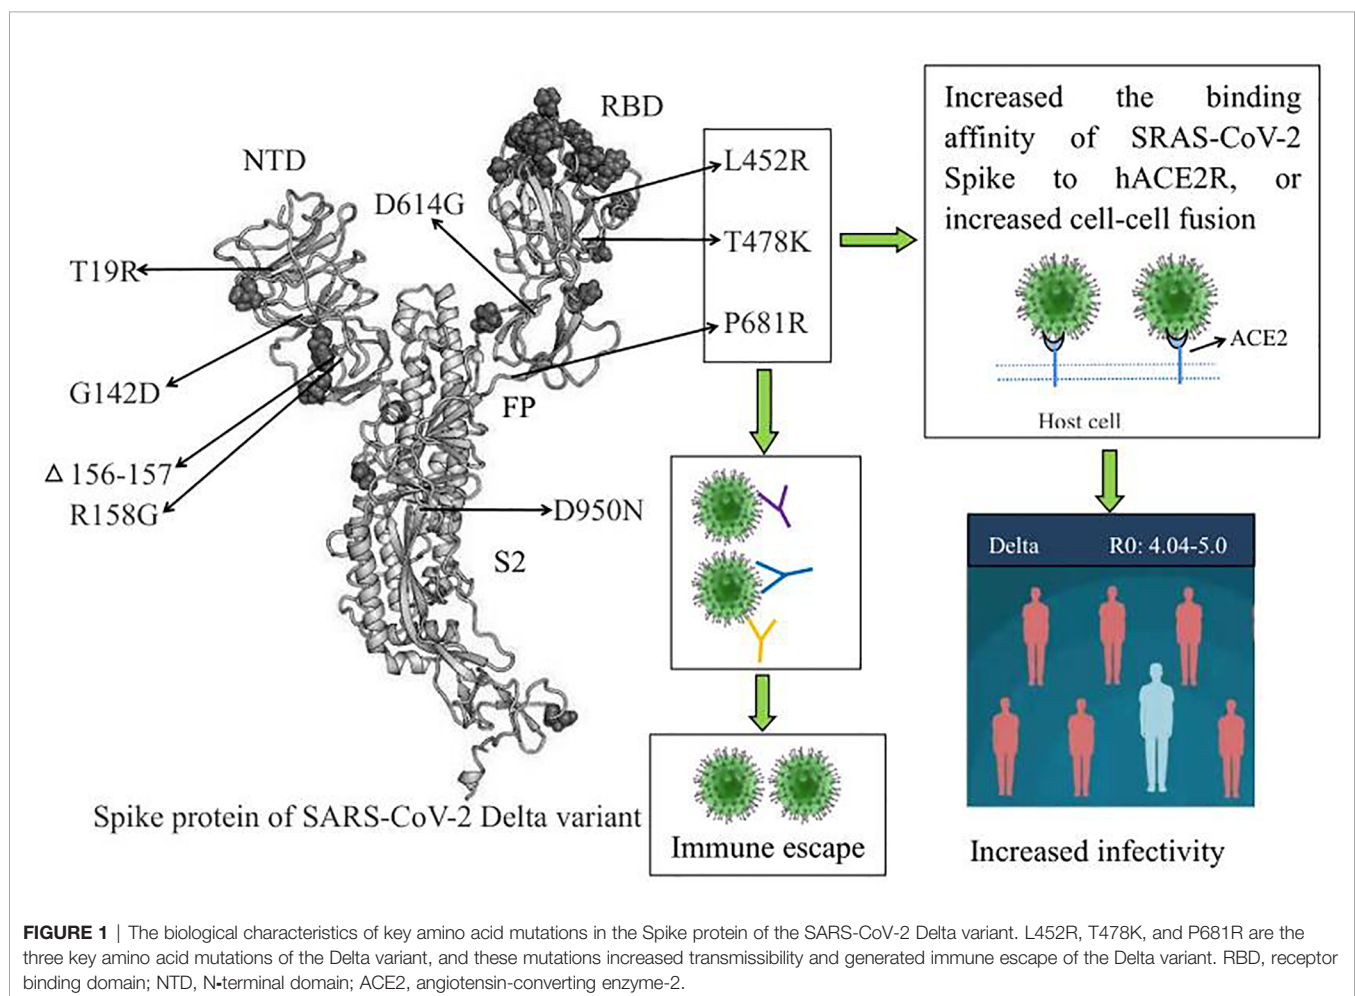 RBD
NTD
D614G
T19R
G142D
△ 156-157
R158G
FP
D950N
S2
Spike protein of SARS-CoV-2 Delta variant
L452R
T478K
P681R
Increased the binding
affinity of SRAS-CoV-2
Spike to hACE2R, or
increased cell-cell fusion
ACE2
Host cell
Delta R0: 4.04-5.0
Increased infectivity
Immune escape
FIGURE 1 | The biological characteristics of key amino acid mutations in the Spike protein of the SARS-CoV-2 Delta variant. L452R, T478K, and P681R are the
three key amino acid mutations of the Delta variant, and these mutations increased transmissibility and generated immune escape of the Delta variant. RBD, receptor
binding domain; NTD, N-terminal domain; ACE2, angiotensin-converting enzyme-2.